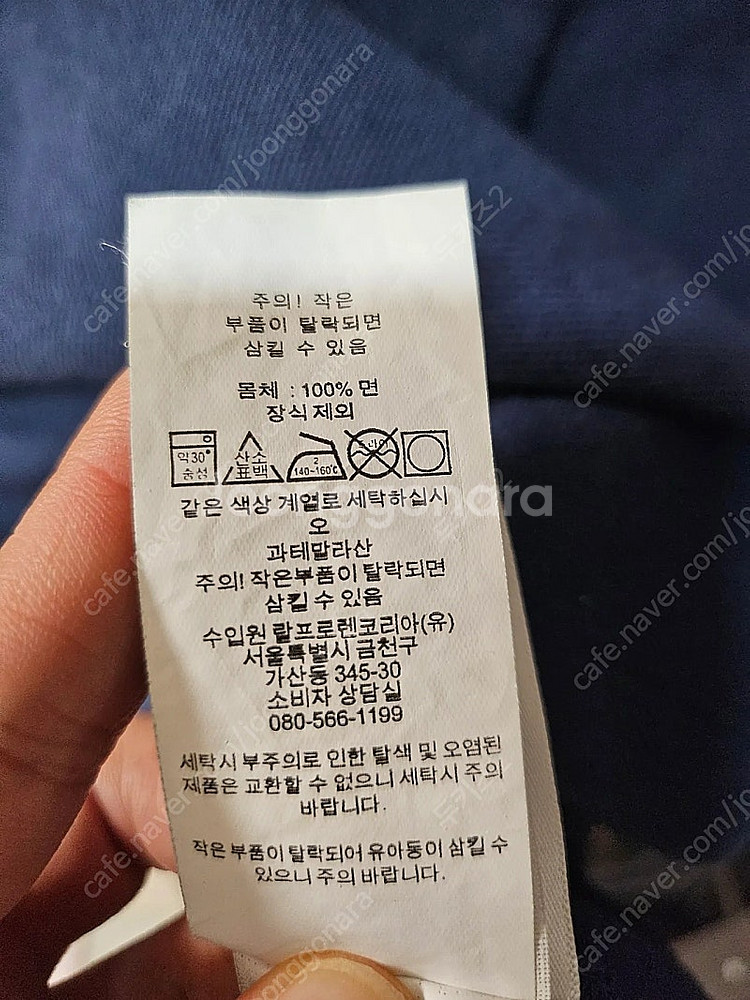 주의! 작은
부품이 탈락되면
삼킬 수 있음
몸체 : 100% 면
장식 제외
약30°
중성
산소
표백
2
140~160℃
드라이
같은 색상 계열로 세탁하십시
오
과테말라산
주의! 작은부품이 탈락되면
삼킬 수 있음
수입원 랄프로렌코리아(유)
서울특별시 금천구
가산동 345-30
소비자 상담실
080-566-1199
세탁시 부주의로 인한 탈색 및 오염된
제품은 교환할 수 없으니 세탁시 주의
바랍니다.
작은 부품이 탈락되어 유아동이 삼킬 수
있으니 주의 바랍니다.
joonggonara
cafe.naver.com/joonggonara